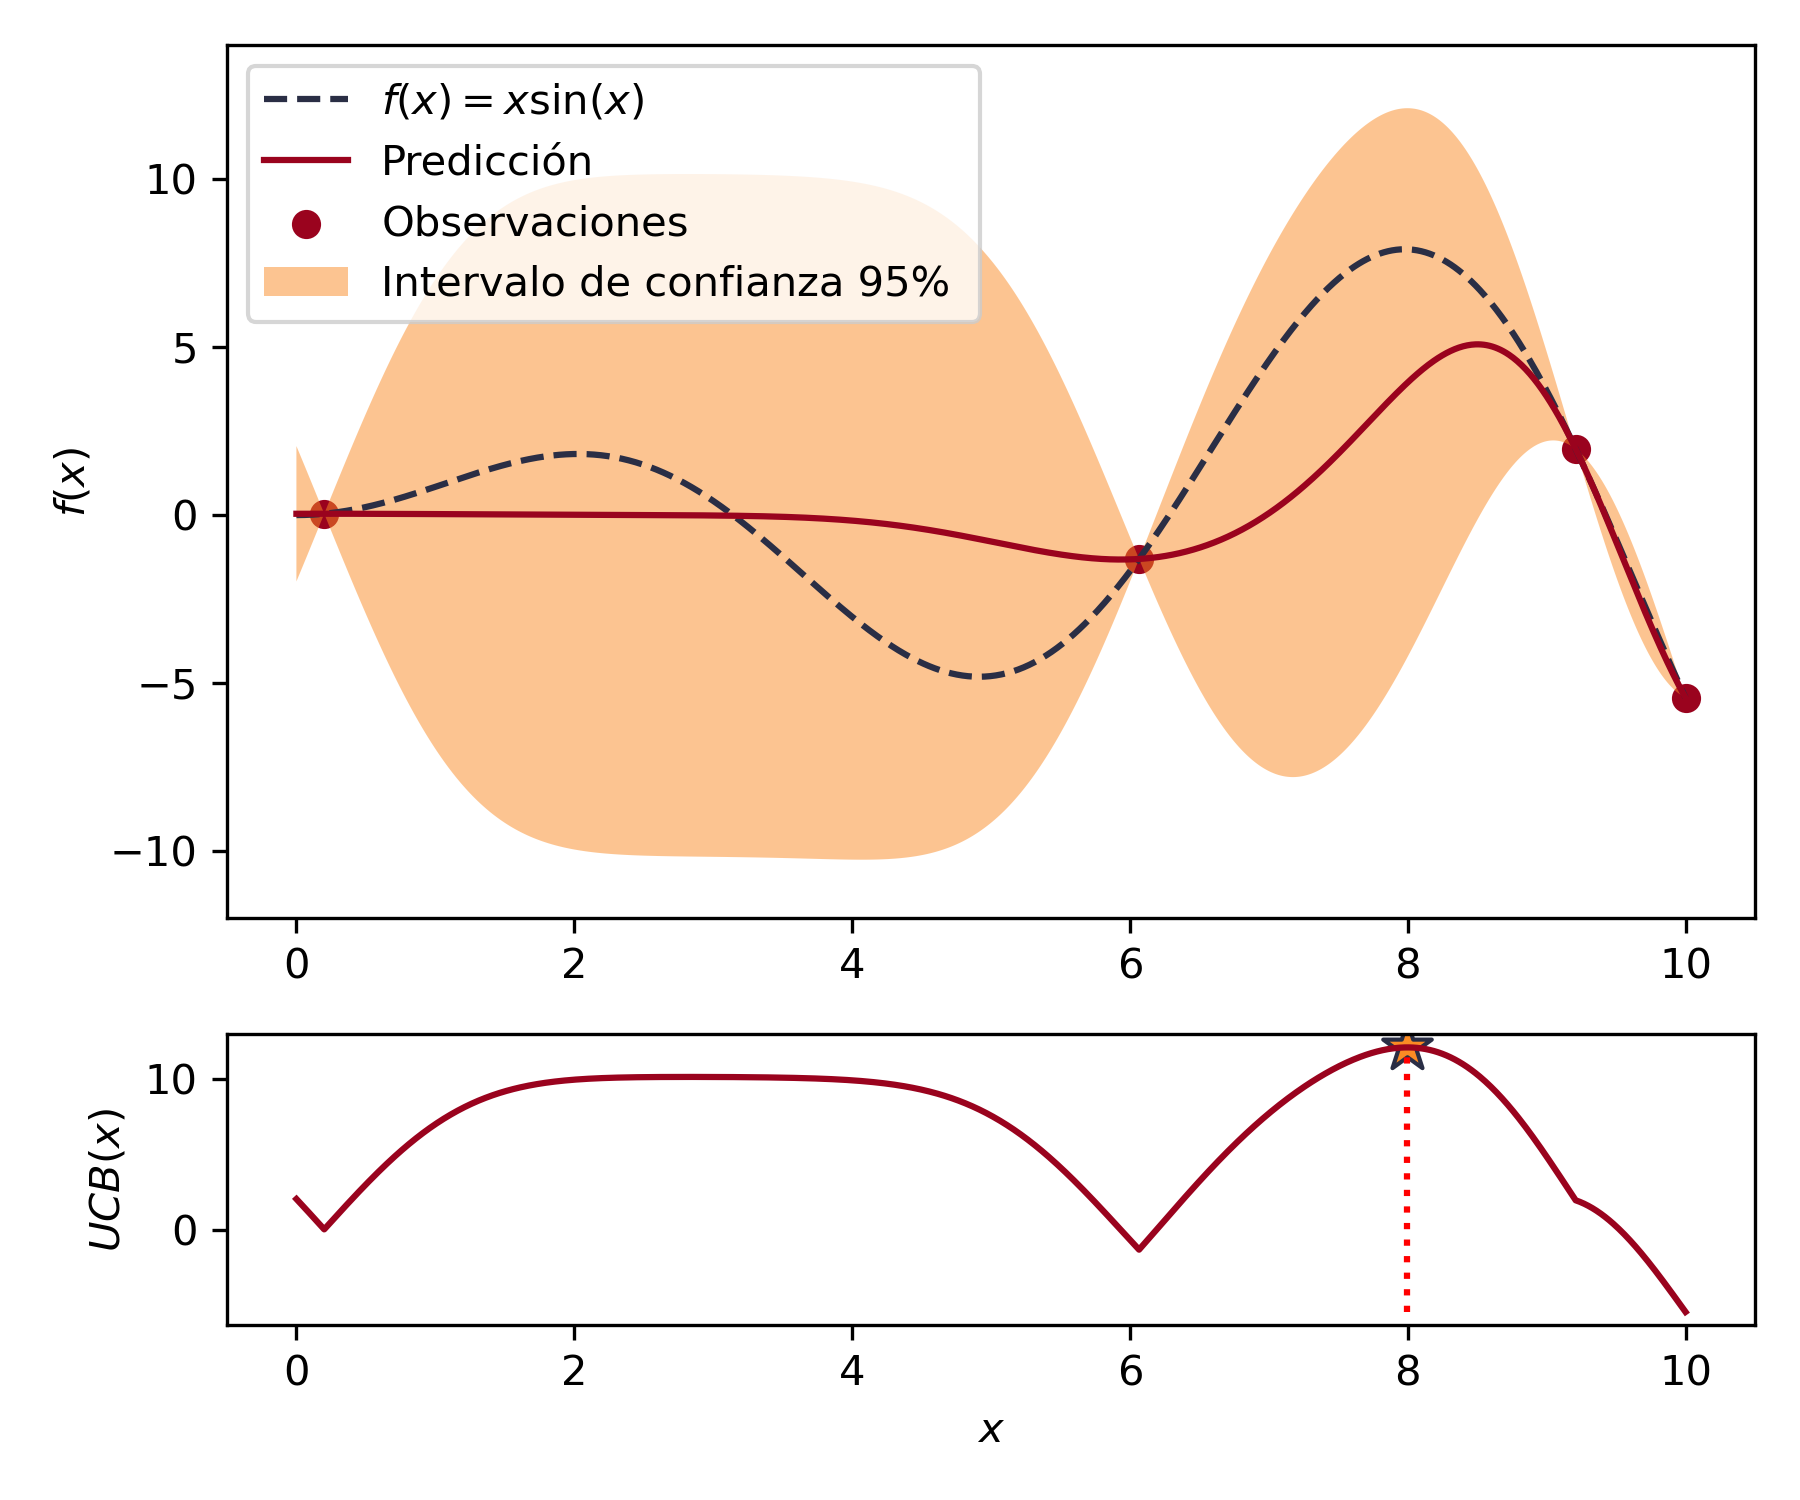 f(x) = x sin(x)
Predicción
Observaciones
Intervalo de confianza 95%
f(x)
10
5
0
−5
−10
0 2 4 6 8 10
UCB(x)
10
0
0 2 4 6 8 10
x